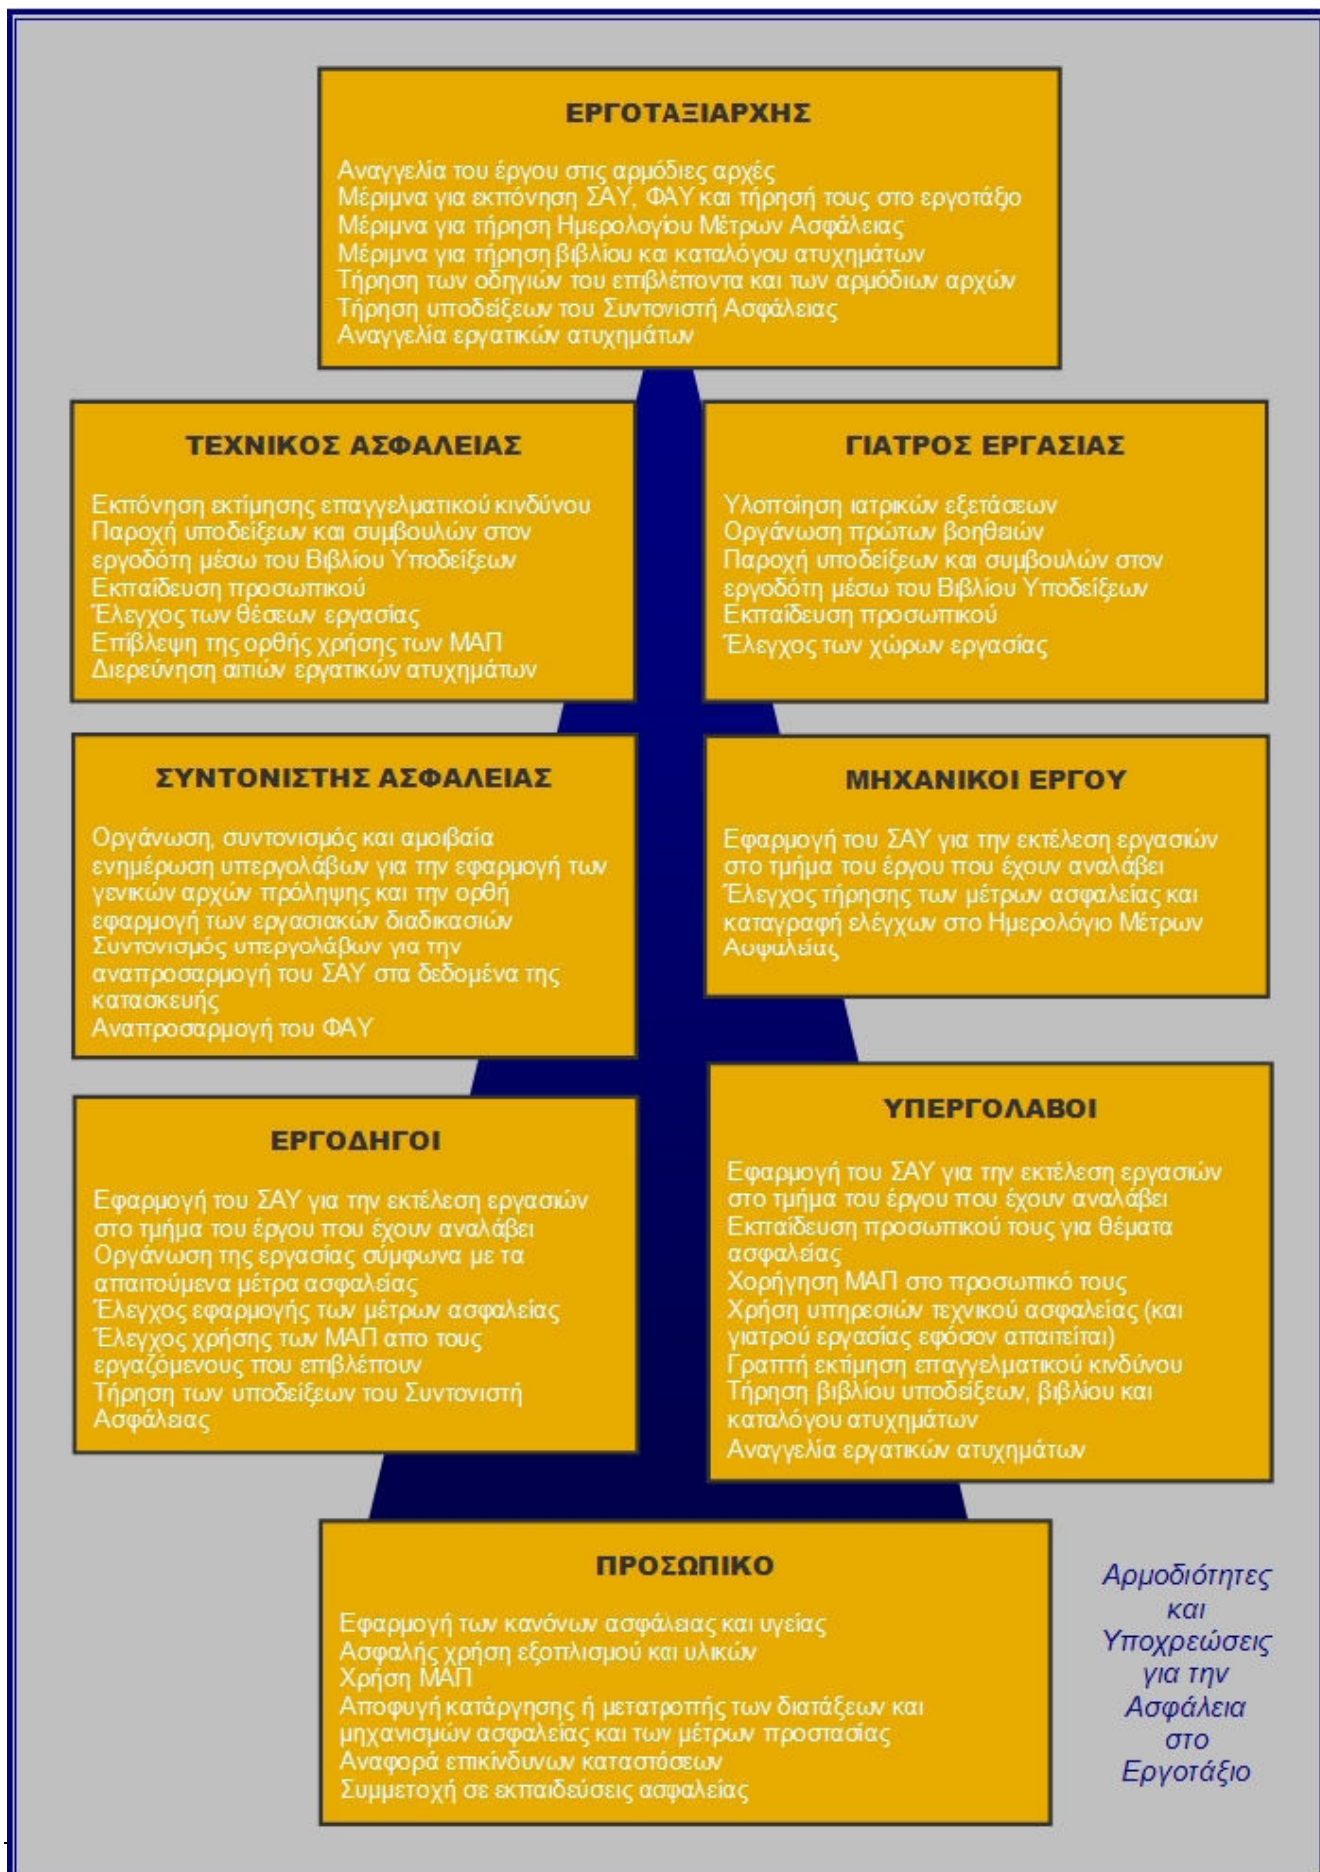 ΕΡΓΟΤΑΞΙΑΡΧΗΣ
Αναγγελία του έργου στις αρμόδιες αρχές
Μέριμνα για εκπόνηση ΣΑΥ, ΦΑΥ και τήρησή τους στο εργοτάξιο
Μέριμνα για τήρηση Ημερολογίου Μέτρων Ασφάλειας
Μέριμνα για τήρηση βιβλίου και καταλόγου ατυχημάτων
Τήρηση των οδηγιών του επιβλέποντα και των αρμόδιων αρχών
Τήρηση υποδείξεων του Συντονιστή Ασφάλειας
Αναγγελία εργατικών ατυχημάτων
ΤΕΧΝΙΚΟΣ ΑΣΦΑΛΕΙΑΣ
Εκπόνηση εκτίμησης επαγγελματικού κινδύνου
Παροχή υποδείξεων και συμβουλών στον
εργοδότη μέσω του Βιβλίου Υποδείξεων
Εκπαίδευση προσωπικού
Έλεγχος των θέσεων εργασίας
Επίβλεψη της ορθής χρήσης των ΜΑΠ
Διερεύνηση αιτιών εργατικών ατυχημάτων
ΓΙΑΤΡΟΣ ΕΡΓΑΣΙΑΣ
Υλοποίηση ιατρικών εξετάσεων
Οργάνωση πρώτων βοηθειών
Παροχή υποδείξεων και συμβουλών στον
εργοδότη μέσω του Βιβλίου Υποδείξεων
Εκπαίδευση προσωπικού
Έλεγχος των χώρων εργασίας
ΣΥΝΤΟΝΙΣΤΗΣ ΑΣΦΑΛΕΙΑΣ
Οργάνωση, συντονισμός και αμοιβαία
ενημέρωση υπεργολάβων για την εφαρμογή των
γενικών αρχών πρόληψης και την ορθή
εφαρμογή των εργασιακών διαδικασιών
Συντονισμός υπεργολάβων για την
αναπροσαρμογή του ΣΑΥ στα δεδομένα της
κατασκευής
Αναπροσαρμογή του ΦΑΥ
ΜΗΧΑΝΙΚΟΙ ΕΡΓΟΥ
Εφαρμογή του ΣΑΥ για την εκτέλεση εργασιών
στο τμήμα του έργου που έχουν αναλάβει
Έλεγχος τήρησης των μέτρων ασφαλείας και
καταγραφή ελέγχων στο Ημερολόγιο Μέτρων
Ασφαλείας
ΕΡΓΟΔΗΓΟΙ
Εφαρμογή του ΣΑΥ για την εκτέλεση εργασιών
στο τμήμα του έργου που έχουν αναλάβει
Οργάνωση της εργασίας σύμφωνα με τα
απαιτούμενα μέτρα ασφαλείας
Έλεγχος εφαρμογής των μέτρων ασφαλείας
Έλεγχος χρήσης των ΜΑΠ απο τους
εργαζόμενους που επιβλέπουν
Τήρηση των υποδείξεων του Συντονιστή
Ασφάλειας
ΥΠΕΡΓΟΛΑΒΟΙ
Εφαρμογή του ΣΑΥ για την εκτέλεση εργασιών
στο τμήμα του έργου που έχουν αναλάβει
Εκπαίδευση προσωπικού τους για θέματα
ασφαλείας
Χορήγηση ΜΑΠ στο προσωπικό τους
Χρήση υπηρεσιών τεχνικού ασφαλείας (και
γιατρού εργασίας εφόσον απαιτείται)
Γραπτή εκτίμηση επαγγελματικού κινδύνου
Τήρηση βιβλίου υποδείξεων, βιβλίου και
καταλόγου ατυχημάτων
Αναγγελία εργατικών ατυχημάτων
ΠΡΟΣΩΠΙΚΟ
Εφαρμογή των κανόνων ασφάλειας και υγείας
Ασφαλής χρήση εξοπλισμού και υλικών
Χρήση ΜΑΠ
Αποφυγή κατάργησης ή μετατροπής των διατάξεων και
μηχανισμών ασφαλείας και των μέτρων προστασίας
Αναφορά επικίνδυνων καταστάσεων
Συμμετοχή σε εκπαιδεύσεις ασφαλείας
Αρμοδιότητες
και
Υποχρεώσεις
για την
Ασφάλεια
στο
Εργοτάξιο